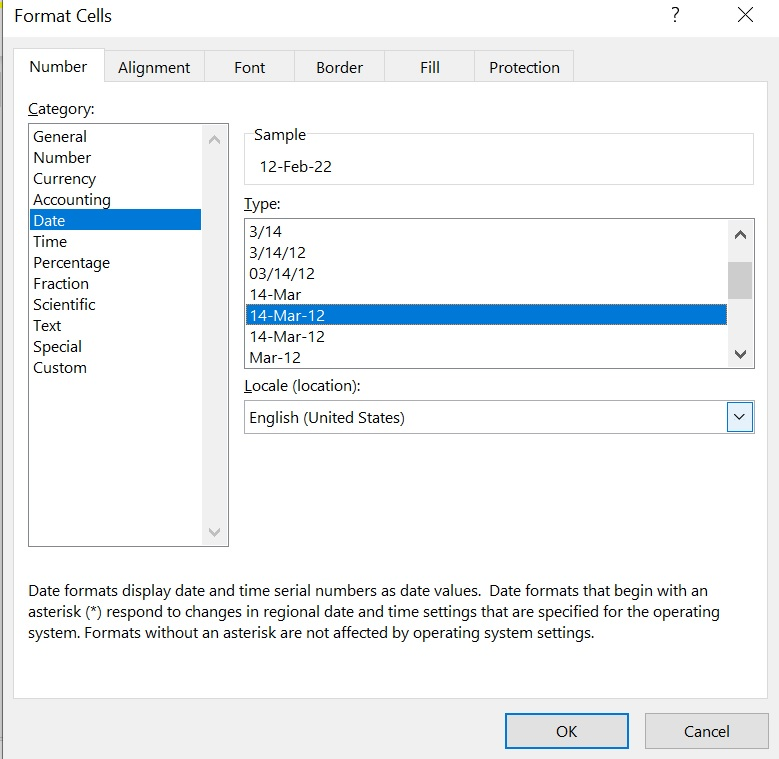 Format Cells
?
Number Alignment Font Border Fill Protection
Category:
General
Number
Currency
Accounting
Date
Time
Percentage
Fraction
Scientific
Text
Special
Custom
Sample
12-Feb-22
Type:
3/14
3/14/12
03/14/12
14-Mar
14-Mar-12
14-Mar-12
Mar-12
Locale (location):
English (United States)
Date formats display date and time serial numbers as date values.  Date formats that begin with an
asterisk (*) respond to changes in regional date and time settings that are specified for the operating
system. Formats without an asterisk are not affected by operating system settings.
OK Cancel